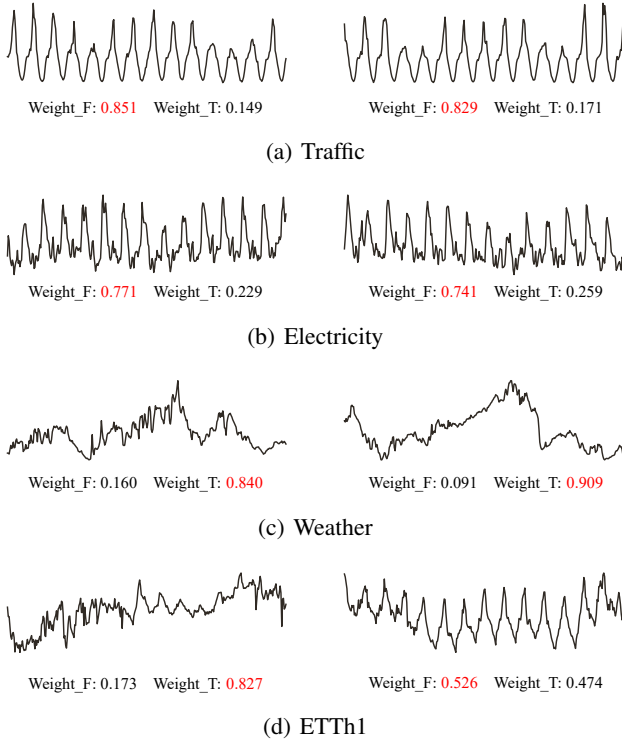 Weight_F: 0.851 Weight_T: 0.149 Weight_F: 0.829 Weight_T: 0.171
(a) Traffic
Weight_F: 0.771 Weight_T: 0.229 Weight_F: 0.741 Weight_T: 0.259
(b) Electricity
Weight_F: 0.160 Weight_T: 0.840 Weight_F: 0.091 Weight_T: 0.909
(c) Weather
Weight_F: 0.173 Weight_T: 0.827 Weight_F: 0.526 Weight_T: 0.474
(d) ETTh1